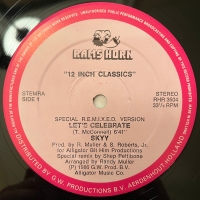 RAMS HORN
"12 INCH CLASSICS"
STEMRA
SIDE 1
STEREO
RHR 3504
33⅓ RPM
SPECIAL R.E.M.I.X.E.D. VERSION
LET'S CELEBRATE
(T. McConnell) 6'41"
SKYY
Prod. by R. Muller & S. Roberts, Jr.
for Alligator Bit Him Productions
Special remix by Shep Pettibone
Arranged by Randy Muller
(P) 1986 G.W. Prod. B.V.
Alligator Music Co.
DISTRIBUTED BY G.W. PRODUCTIONS B.V. AERDENHOUT HOLLAND